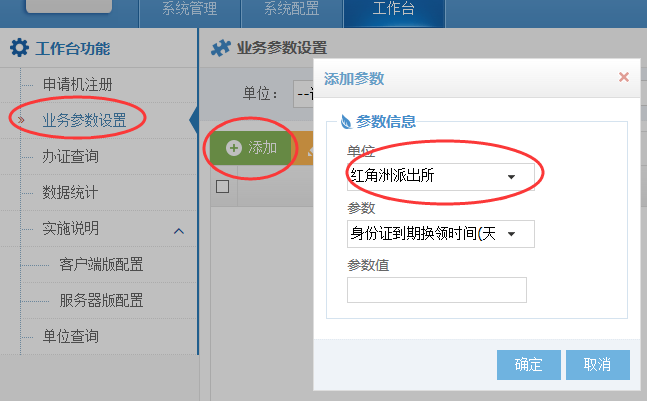 系统管理
系统配置
工作台
工作台功能
申请机注册
业务参数设置
办证查询
数据统计
实施说明
客户端版配置
服务器版配置
单位查询
业务参数设置
单位：
添加
添加参数
参数信息
单位
红角洲派出所
参数
身份证到期换领时间(天
参数值
确定
取消